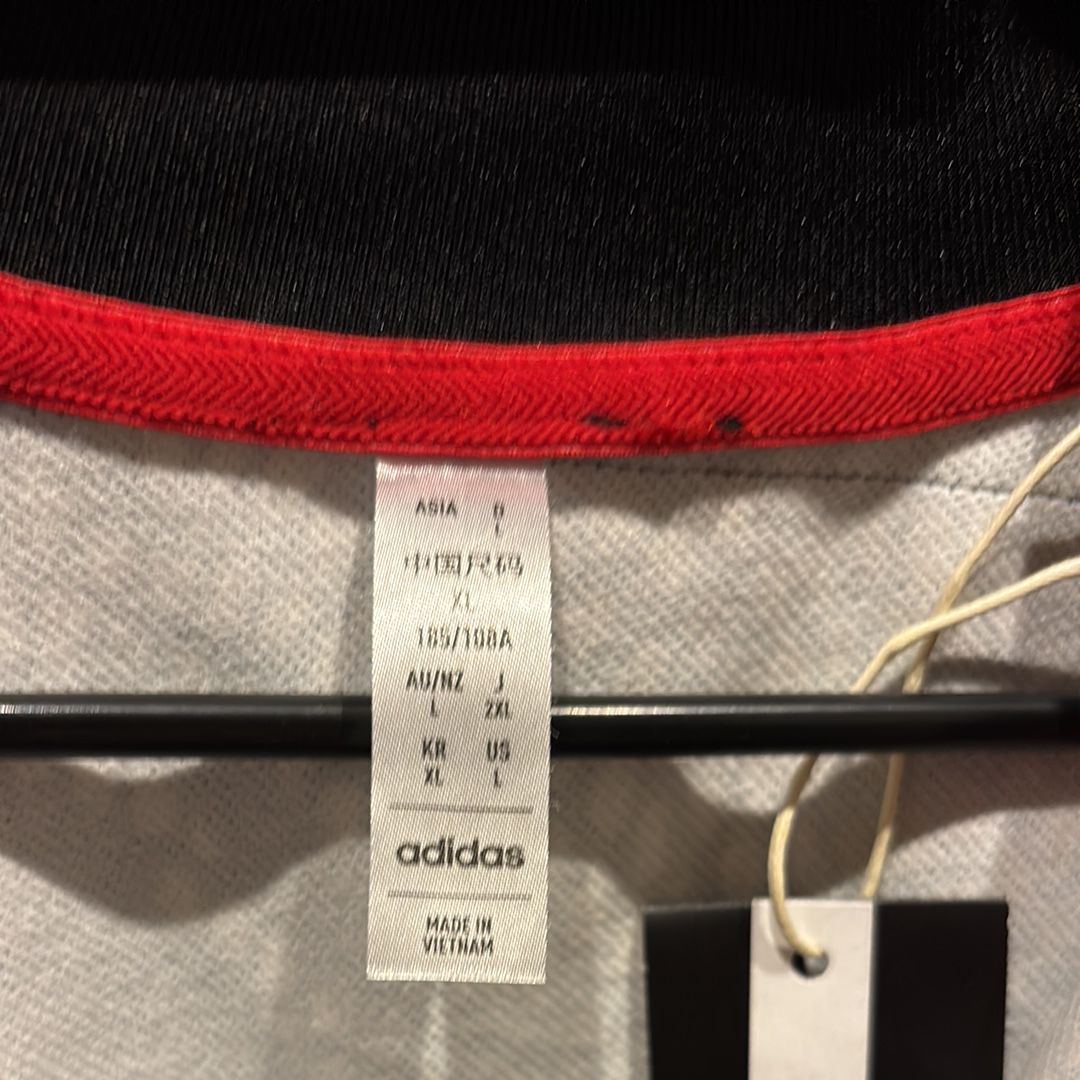 ASIA D
L
中国尺码
XL
185/108A
AU/NZ J
L 2XL
KR US
XL L
adidas
MADE IN
VIETNAM